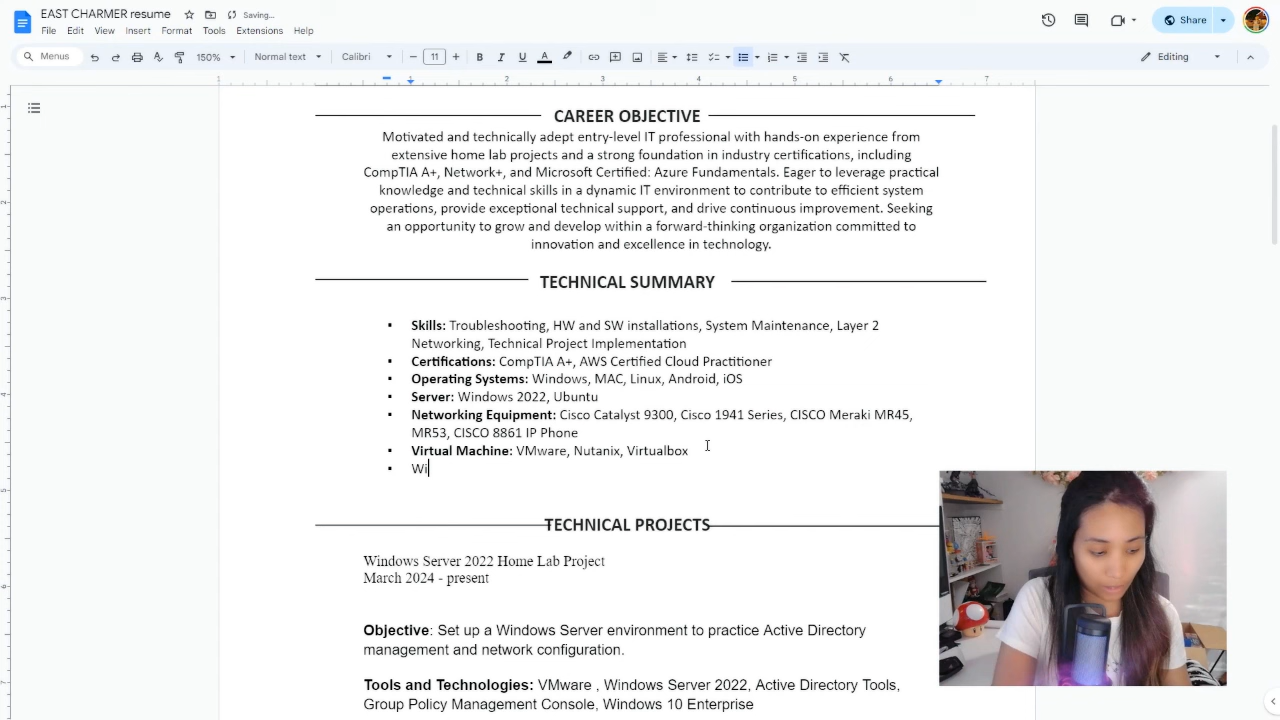 EAST CHARMER resume
Saving...
File Edit View Insert Format Tools Extensions Help
Share
Menus
150%
Normal text
Calibri
11
B I U A
Editing
1 1 2 3 4 5 6 7
CAREER OBJECTIVE
Motivated and technically adept entry-level IT professional with hands-on experience from
extensive home lab projects and a strong foundation in industry certifications, including
CompTIA A+, Network+, and Microsoft Certified: Azure Fundamentals. Eager to leverage practical
knowledge and technical skills in a dynamic IT environment to contribute to efficient system
operations, provide exceptional technical support, and drive continuous improvement. Seeking
an opportunity to grow and develop within a forward-thinking organization committed to
innovation and excellence in technology.
TECHNICAL SUMMARY
▪ Skills: Troubleshooting, HW and SW installations, System Maintenance, Layer 2
Networking, Technical Project Implementation
▪ Certifications: CompTIA A+, AWS Certified Cloud Practitioner
▪ Operating Systems: Windows, MAC, Linux, Android, iOS
▪ Server: Windows 2022, Ubuntu
▪ Networking Equipment: Cisco Catalyst 9300, Cisco 1941 Series, CISCO Meraki MR45,
MR53, CISCO 8861 IP Phone
▪ Virtual Machine: VMware, Nutanix, Virtualbox
▪ Wi
TECHNICAL PROJECTS
Windows Server 2022 Home Lab Project
March 2024 - present
Objective: Set up a Windows Server environment to practice Active Directory
management and network configuration.
Tools and Technologies: VMware , Windows Server 2022, Active Directory Tools,
Group Policy Management Console, Windows 10 Enterprise